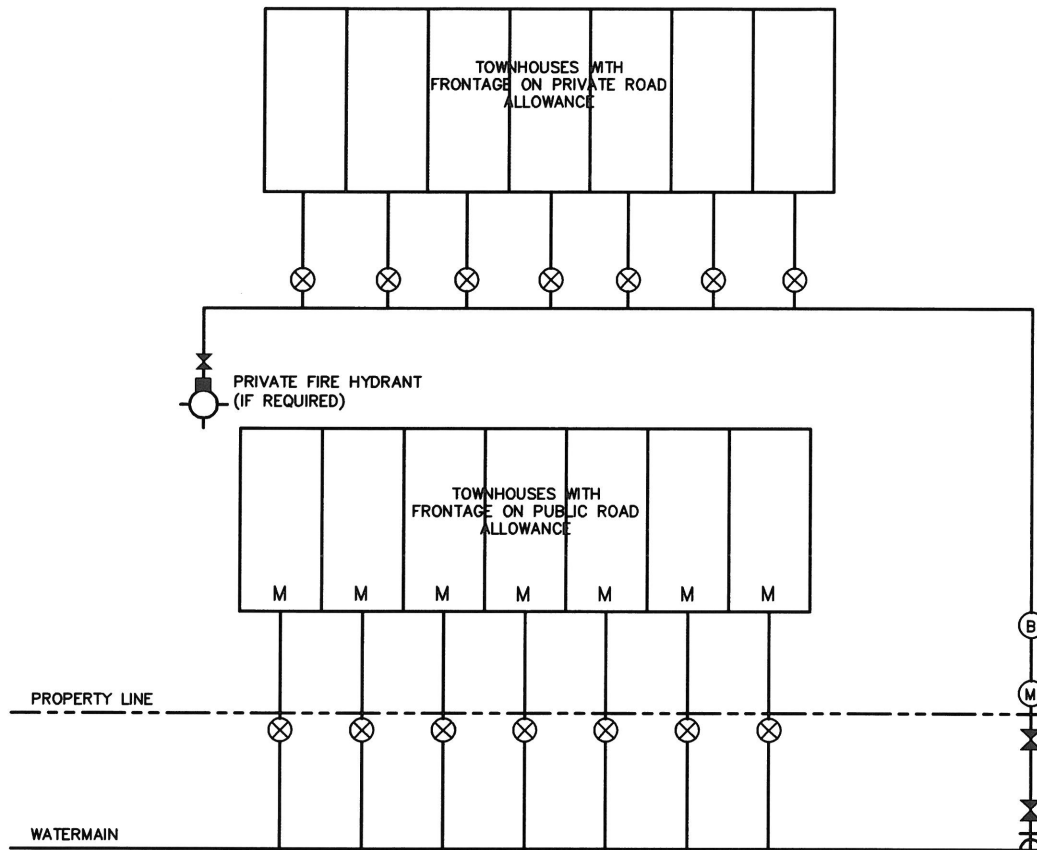 TOWNHOUSES WITH
FRONTAGE ON PRIVATE ROAD
ALLOWANCE
PRIVATE FIRE HYDRANT
(IF REQUIRED)
TOWNHOUSES WITH
FRONTAGE ON PUBLIC ROAD
ALLOWANCE
M M M M M M M
B
M
PROPERTY LINE
WATERMAIN